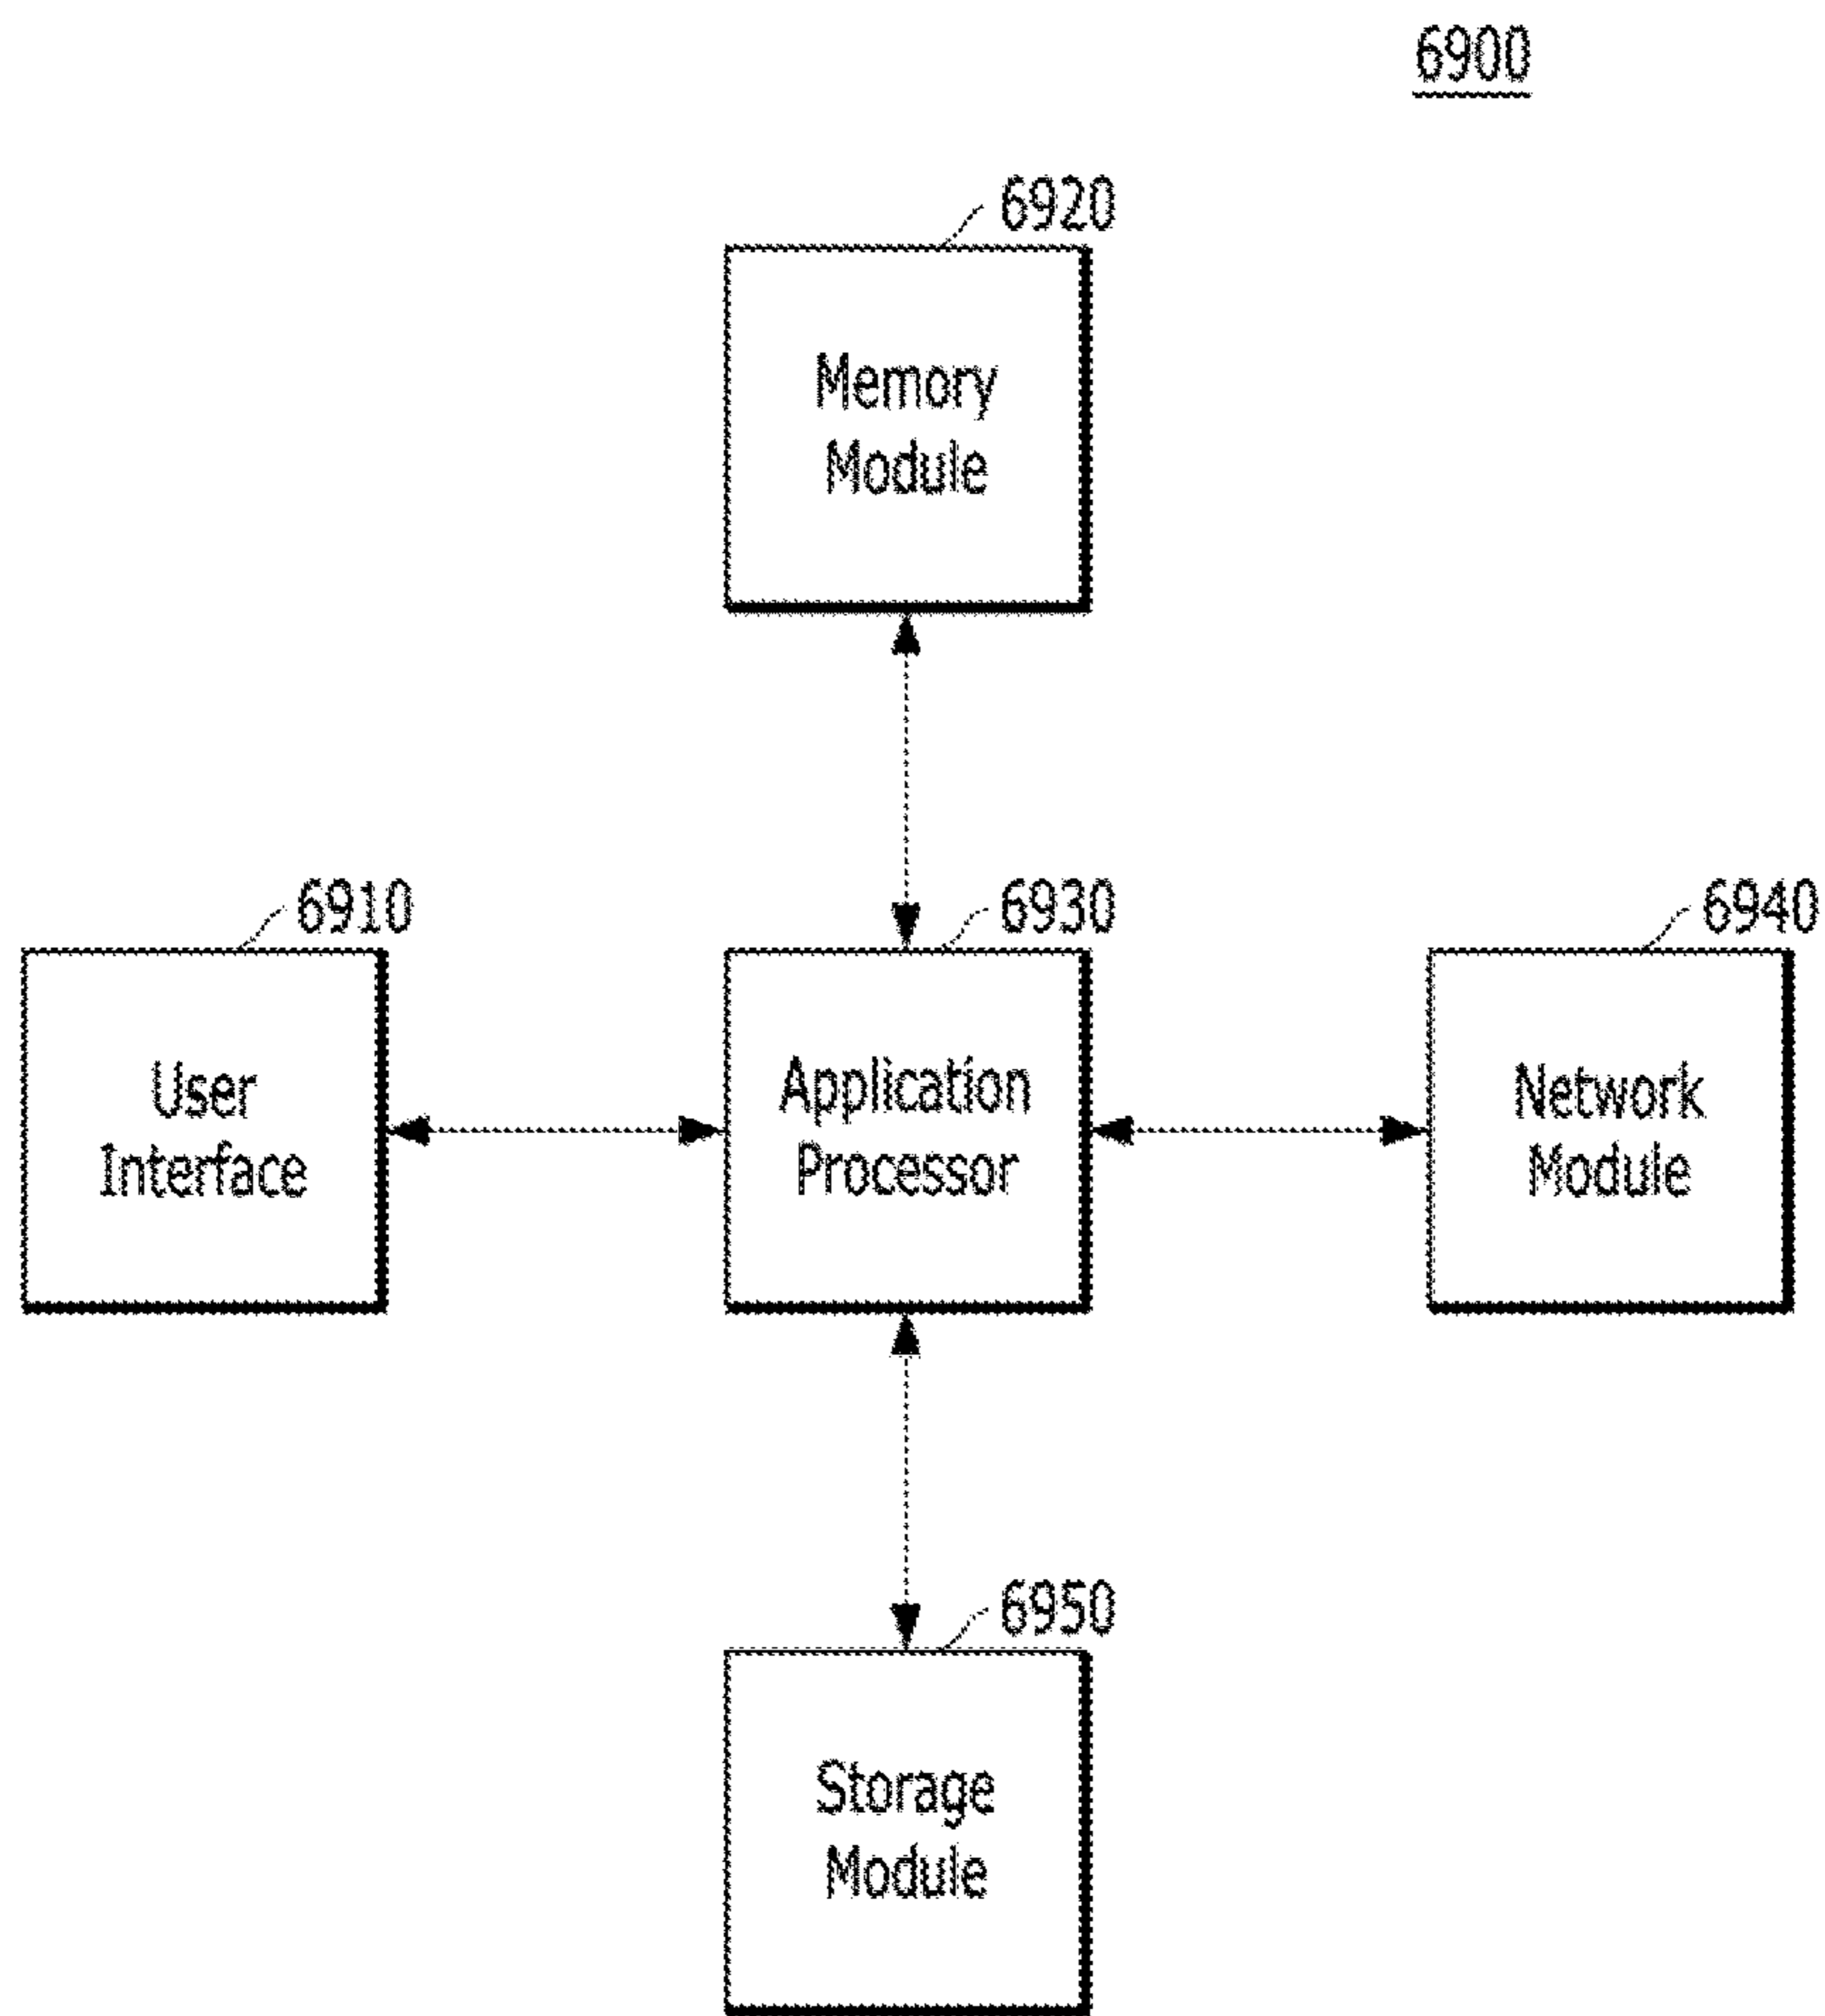 6900
6920
Memory
Module
6910
User
Interface
6930
Application
Processor
6940
Network
Module
6950
Storage
Module